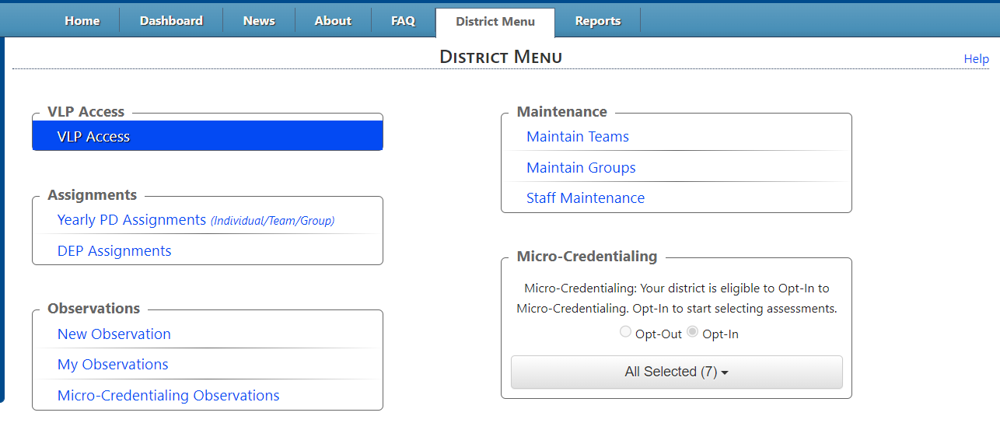 Home Dashboard News About FAQ District Menu Reports
District Menu
Help
VLP Access
VLP Access
Assignments
Yearly PD Assignments (Individual/Team/Group)
DEP Assignments
Observations
New Observation
My Observations
Micro-Credentialing Observations
Maintenance
Maintain Teams
Maintain Groups
Staff Maintenance
Micro-Credentialing
Micro-Credentialing: Your district is eligible to Opt-In to
Micro-Credentialing. Opt-In to start selecting assessments.
Opt-Out Opt-In
All Selected (7)